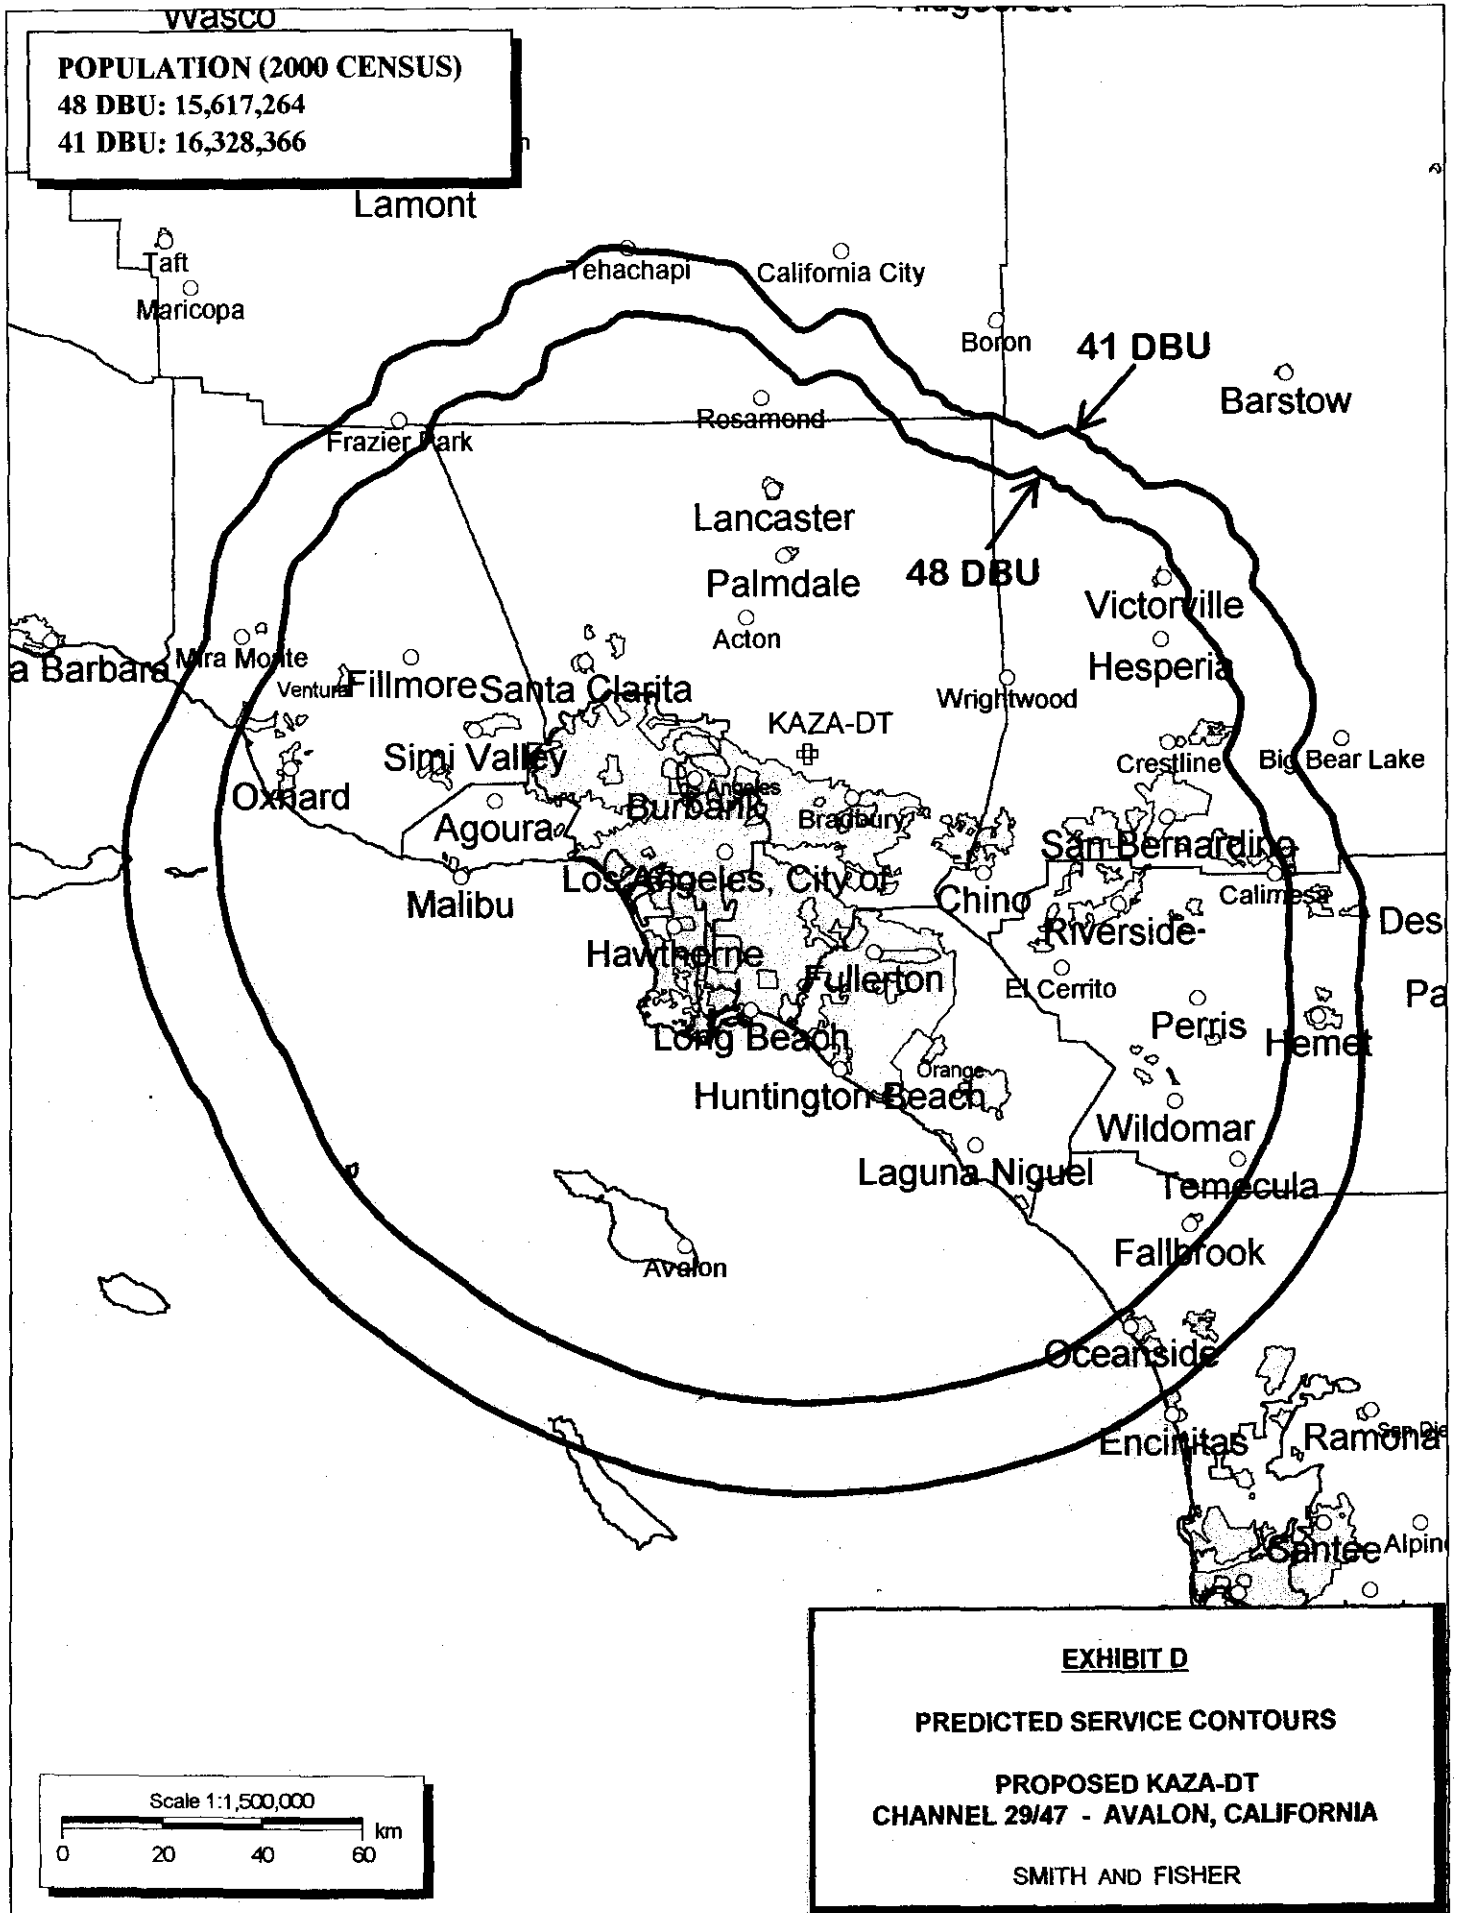 Wasco
POPULATION (2000 CENSUS)
48 DBU: 15,617,264
41 DBU: 16,328,366
Lamont
Taft
Tehachapi
California City
Maricopa
Boron
41 DBU
Barstow
Rosamond
Frazier Park
Lancaster
48 DBU
Palmdale
Victorville
Acton
a Barbara
Mira Monte
Hesperia
Ventura
Fillmore
Santa Clarita
Wrightwood
KAZA-DT
Simi Valley
Crestline
Big Bear Lake
Los Angeles
Oxnard
Burbank
Bradbury
Agoura
San Bernardino
Los Angeles, City of
Malibu
Chino
Calimesa
Des
Riverside
Hawthorne
Fullerton
El Cerrito
Pa
Perris
Long Beach
Hemet
Orange
Huntington Beach
Wildomar
Laguna Niguel
Temecula
Fallbrook
Avalon
Oceanside
Encinitas
Ramona
San Die
Santee
Alpin
EXHIBIT D
PREDICTED SERVICE CONTOURS
PROPOSED KAZA-DT
CHANNEL 29/47 - AVALON, CALIFORNIA
SMITH AND FISHER
Scale 1:1,500,000
km
0 20 40 60